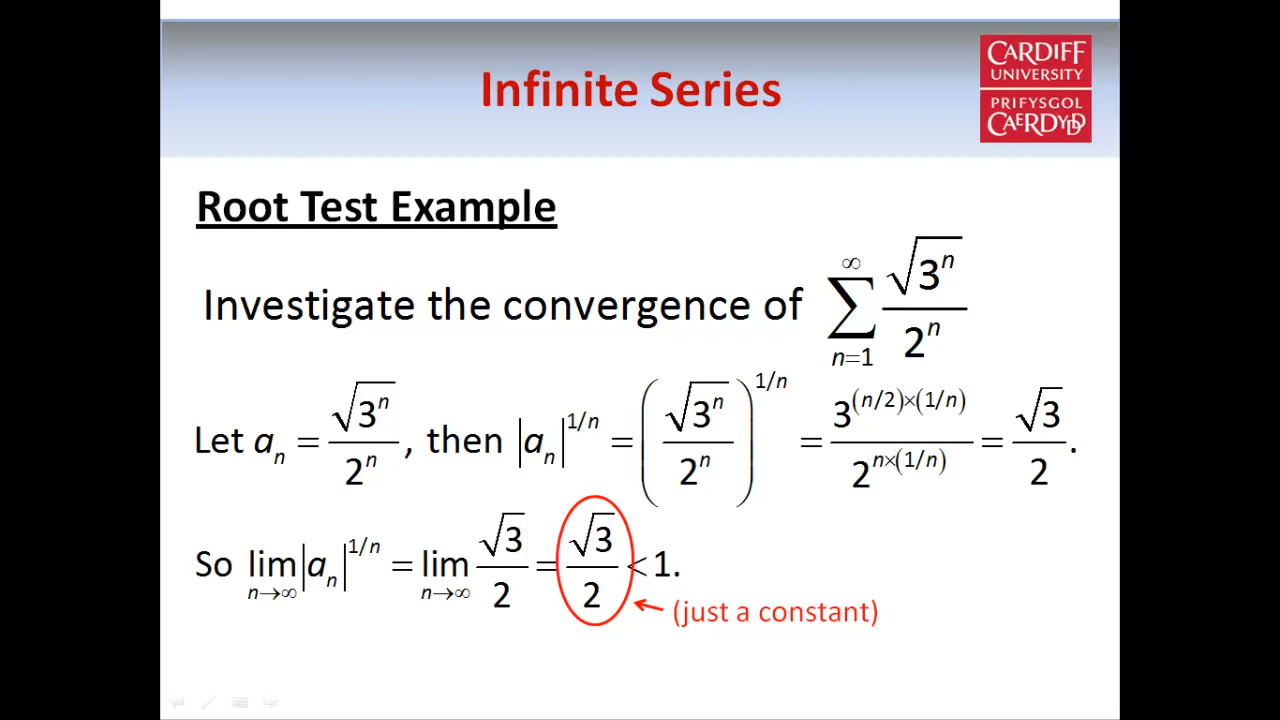 Infinite Series
CARDIFF
UNIVERSITY
PRIFYSGOL
CAERDYDD
Root Test Example
Investigate the convergence of ∑_{n=1}^{∞} √(3^n) / 2^n
Let a_n = √(3^n) / 2^n , then |a_n|^{1/n} = (√(3^n) / 2^n)^{1/n} = 3^{(n/2)×(1/n)} / 2^{n×(1/n)} = √3 / 2 .
So lim_{n→∞} |a_n|^{1/n} = lim_{n→∞} √3 / 2 = √3 / 2 < 1.
(just a constant)